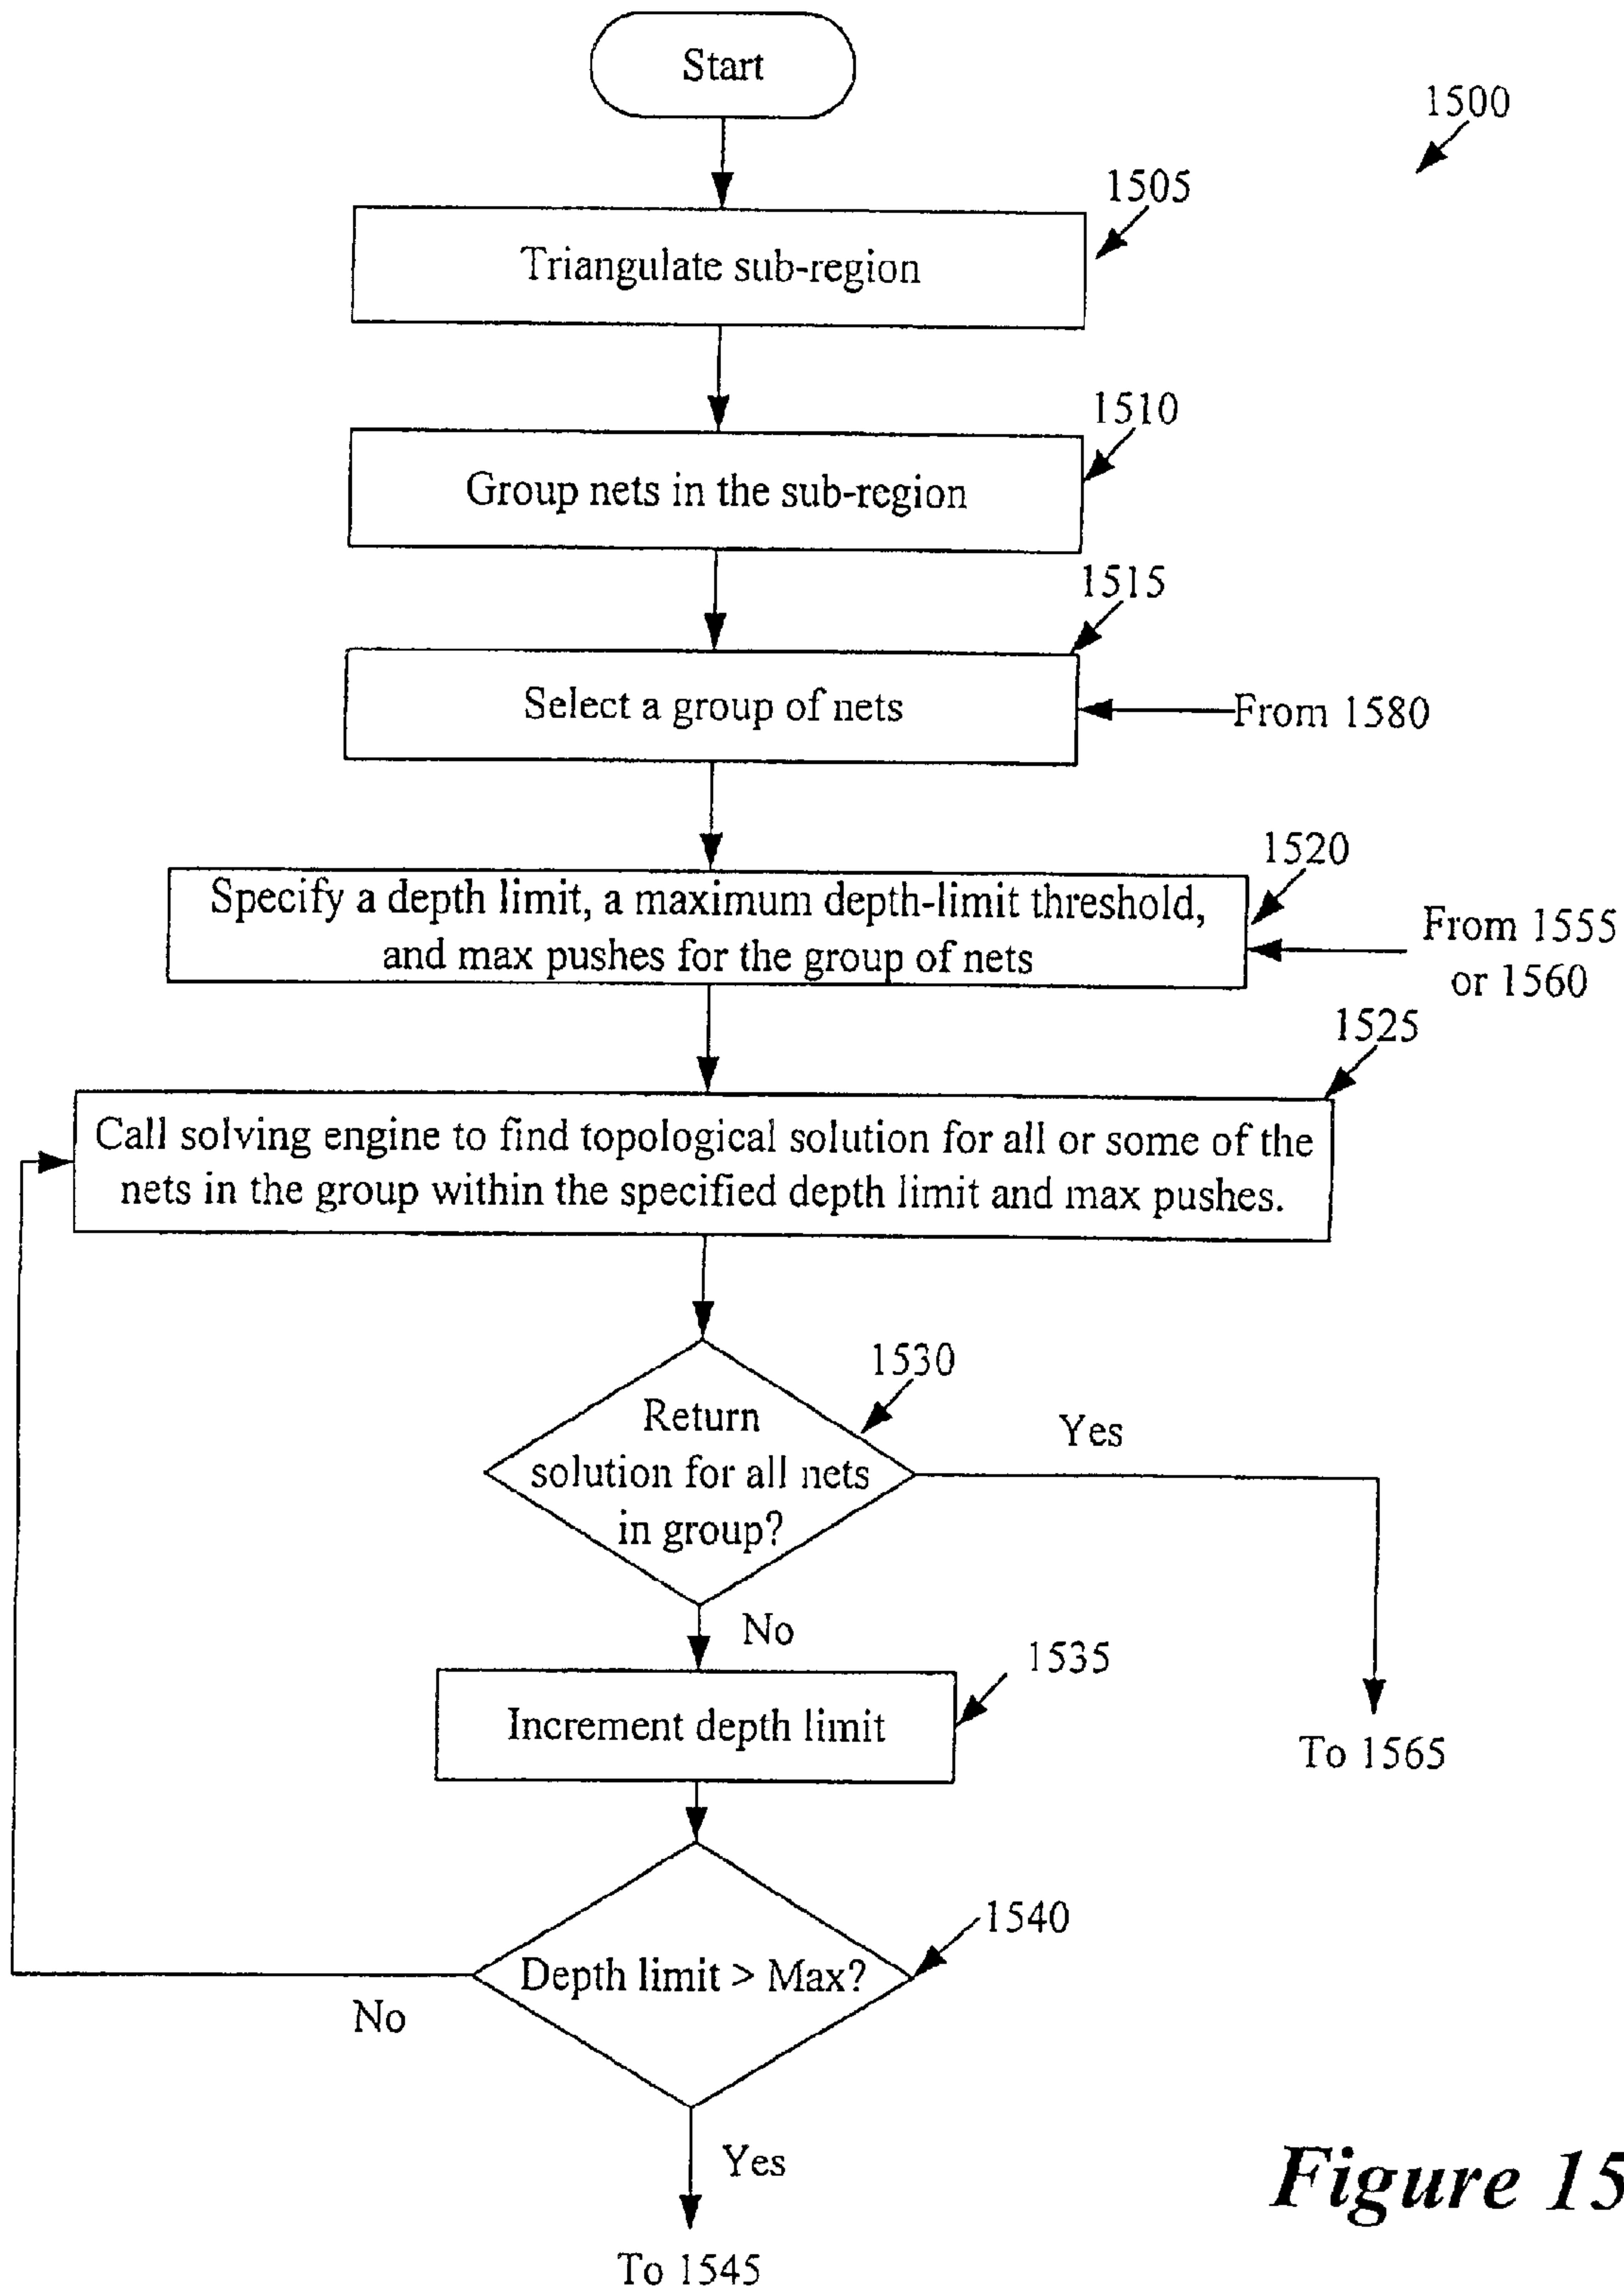 Start
1500
1505
Triangulate sub-region
1510
Group nets in the sub-region
1515
Select a group of nets
From 1580
1520
Specify a depth limit, a maximum depth-limit threshold,
and max pushes for the group of nets
From 1555
or 1560
1525
Call solving engine to find topological solution for all or some of the
nets in the group within the specified depth limit and max pushes.
1530
Return
solution for all nets
in group?
Yes
No
1535
Increment depth limit
To 1565
1540
Depth limit > Max?
No
Yes
To 1545
Figure 15